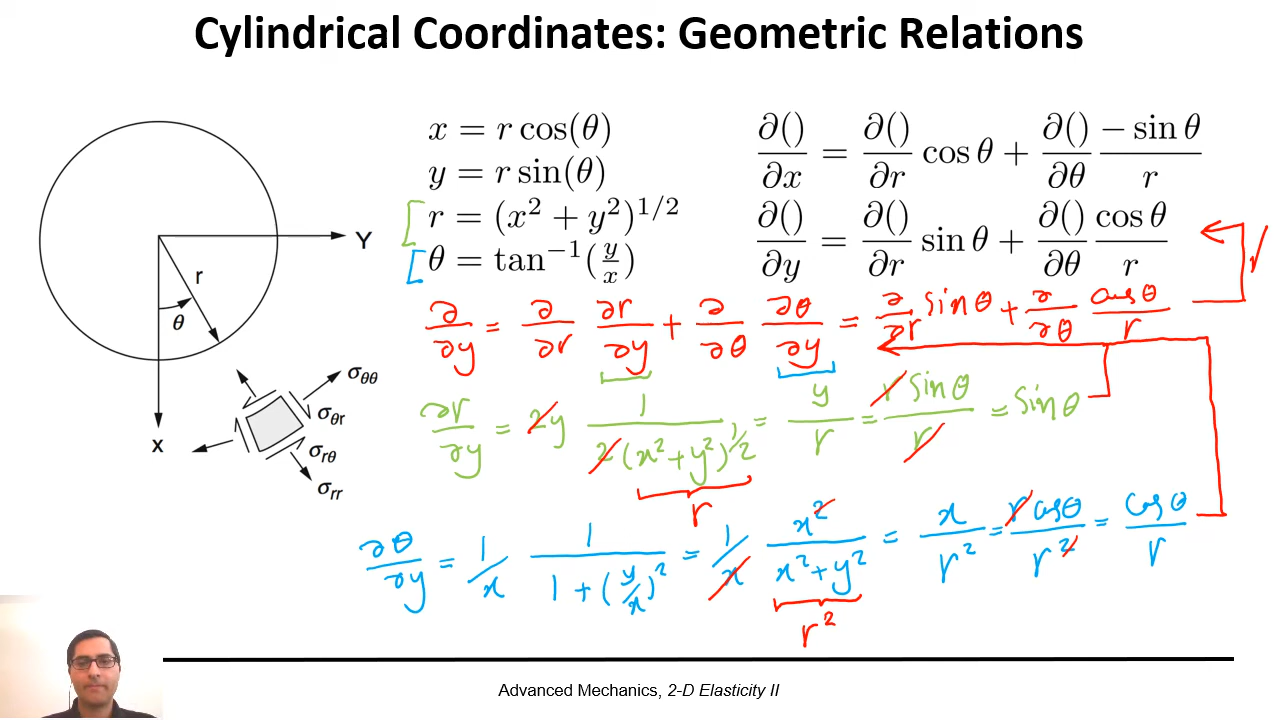 Cylindrical Coordinates: Geometric Relations
x = r cos(θ)
y = r sin(θ)
r = (x² + y²)^{1/2}
θ = tan⁻¹(y/x)
∂()/∂x = ∂()/∂r cos θ + ∂()/∂θ − sin θ/r
∂()/∂y = ∂()/∂r sin θ + ∂()/∂θ cos θ/r
Y
r
θ
X
σθθ
σθr
σrθ
σrr
∂/∂y = ∂/∂r ∂r/∂y + ∂/∂θ ∂θ/∂y = ∂/∂r sin θ + ∂/∂θ cos θ/r
∂r/∂y = 2y 1/(2(x²+y²)^{1/2}) = y/r = r sin θ/r = sin θ
r
∂θ/∂y = 1/x 1/(1+(y/x)²) = 1/x x²/(x²+y²) = x/r² = r cos θ/r² = cos θ/r
r²
Advanced Mechanics, 2-D Elasticity II